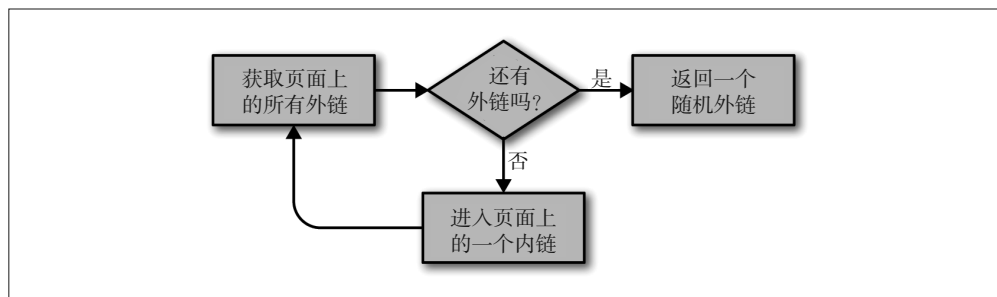 获取页面上
的所有外链
还有
外链吗?
是
返回一个
随机外链
否
进入页面上
的一个内链